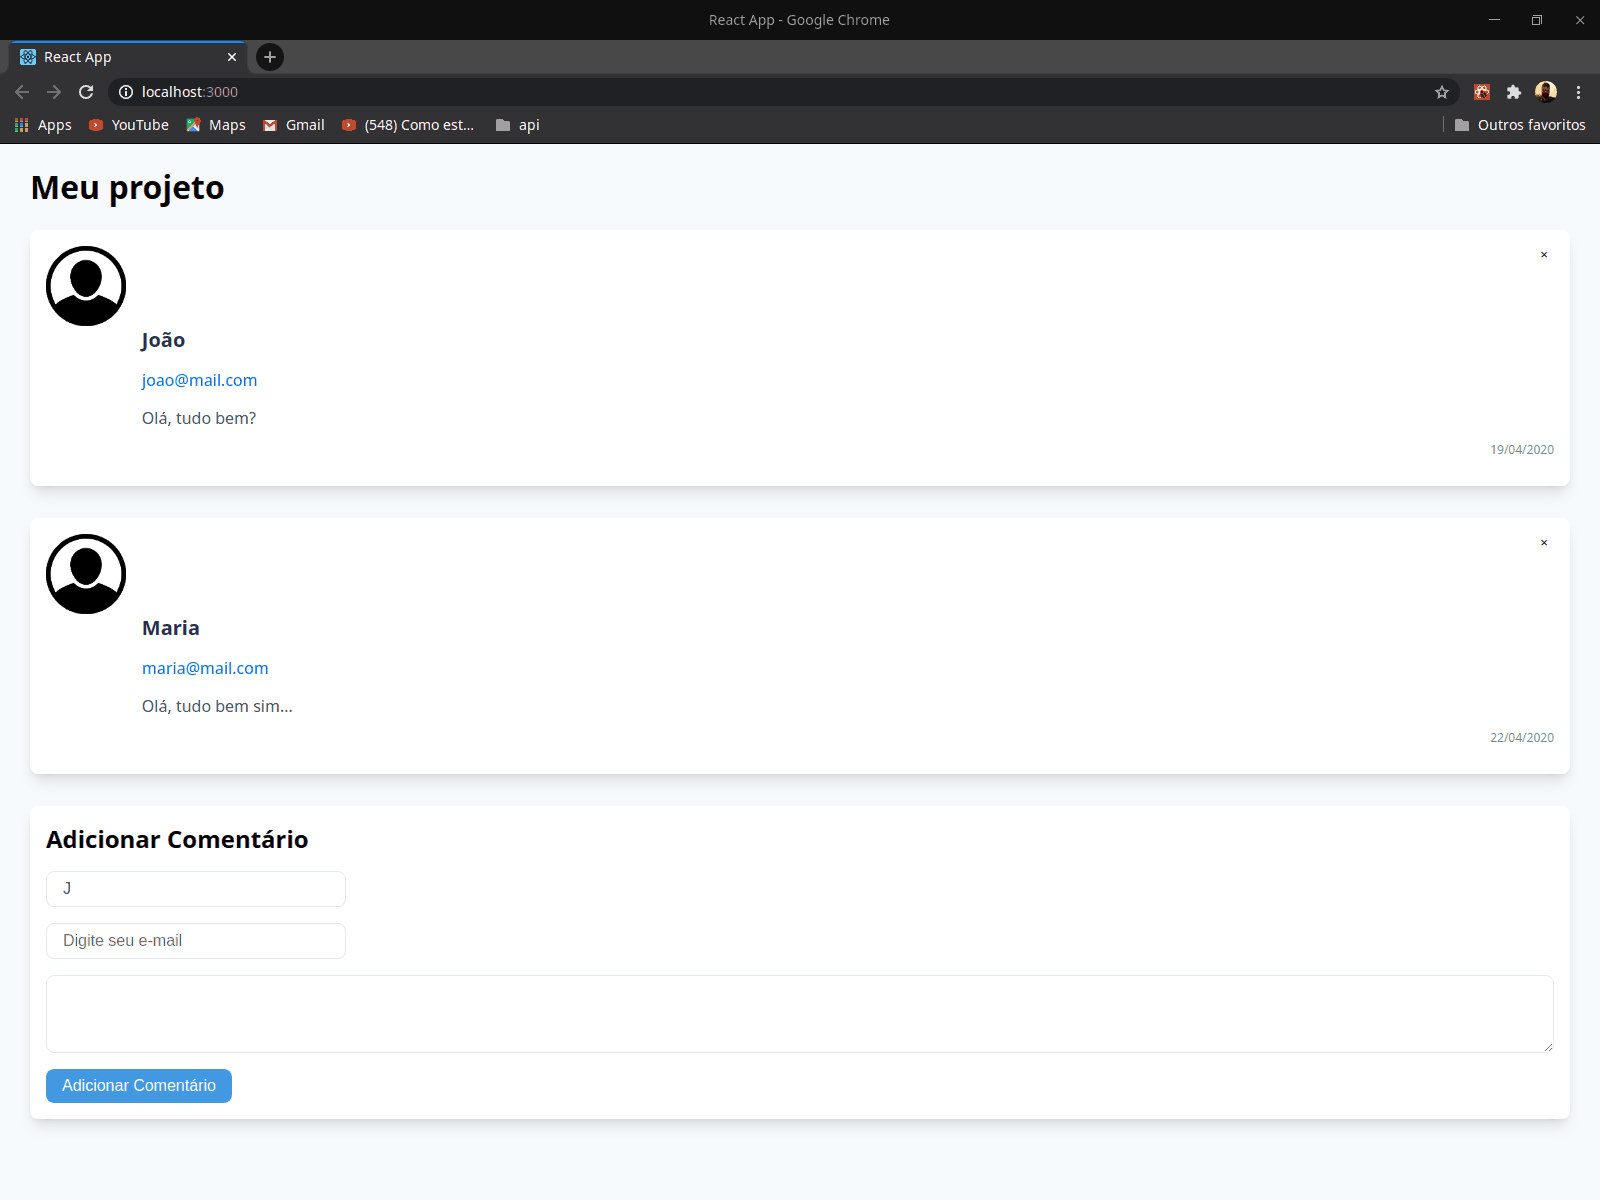 React App - Google Chrome
React App
localhost:3000
Apps YouTube Maps Gmail (548) Como est... api Outros favoritos
Meu projeto
×
João
joao@mail.com
Olá, tudo bem?
19/04/2020
×
Maria
maria@mail.com
Olá, tudo bem sim...
22/04/2020
Adicionar Comentário
J
Digite seu e-mail
Adicionar Comentário